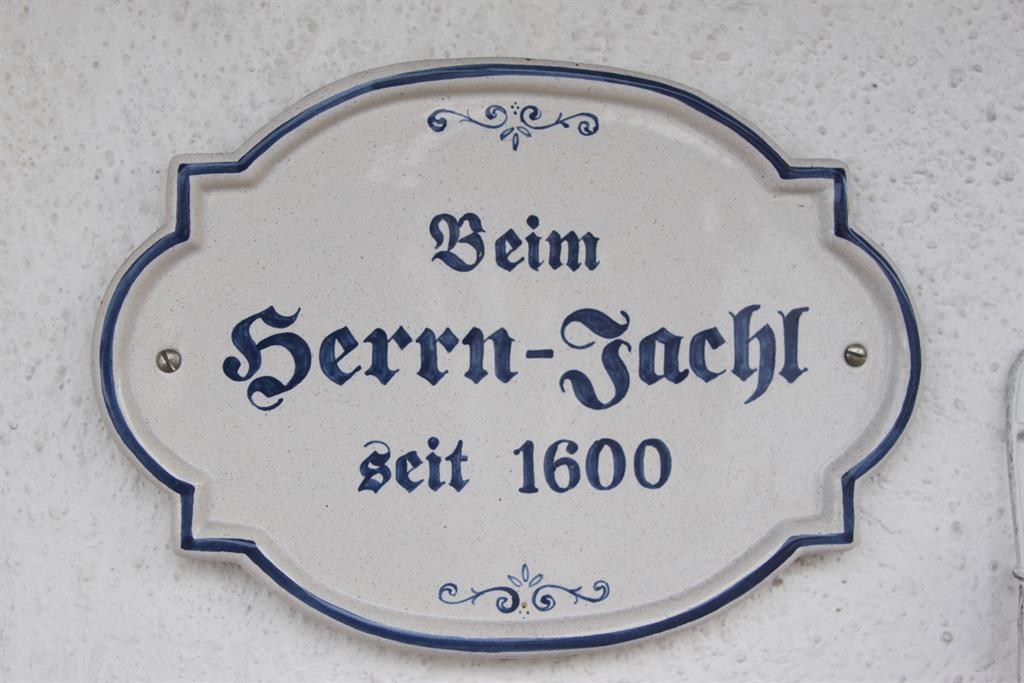 Beim
Herrn-Jachl
seit 1600